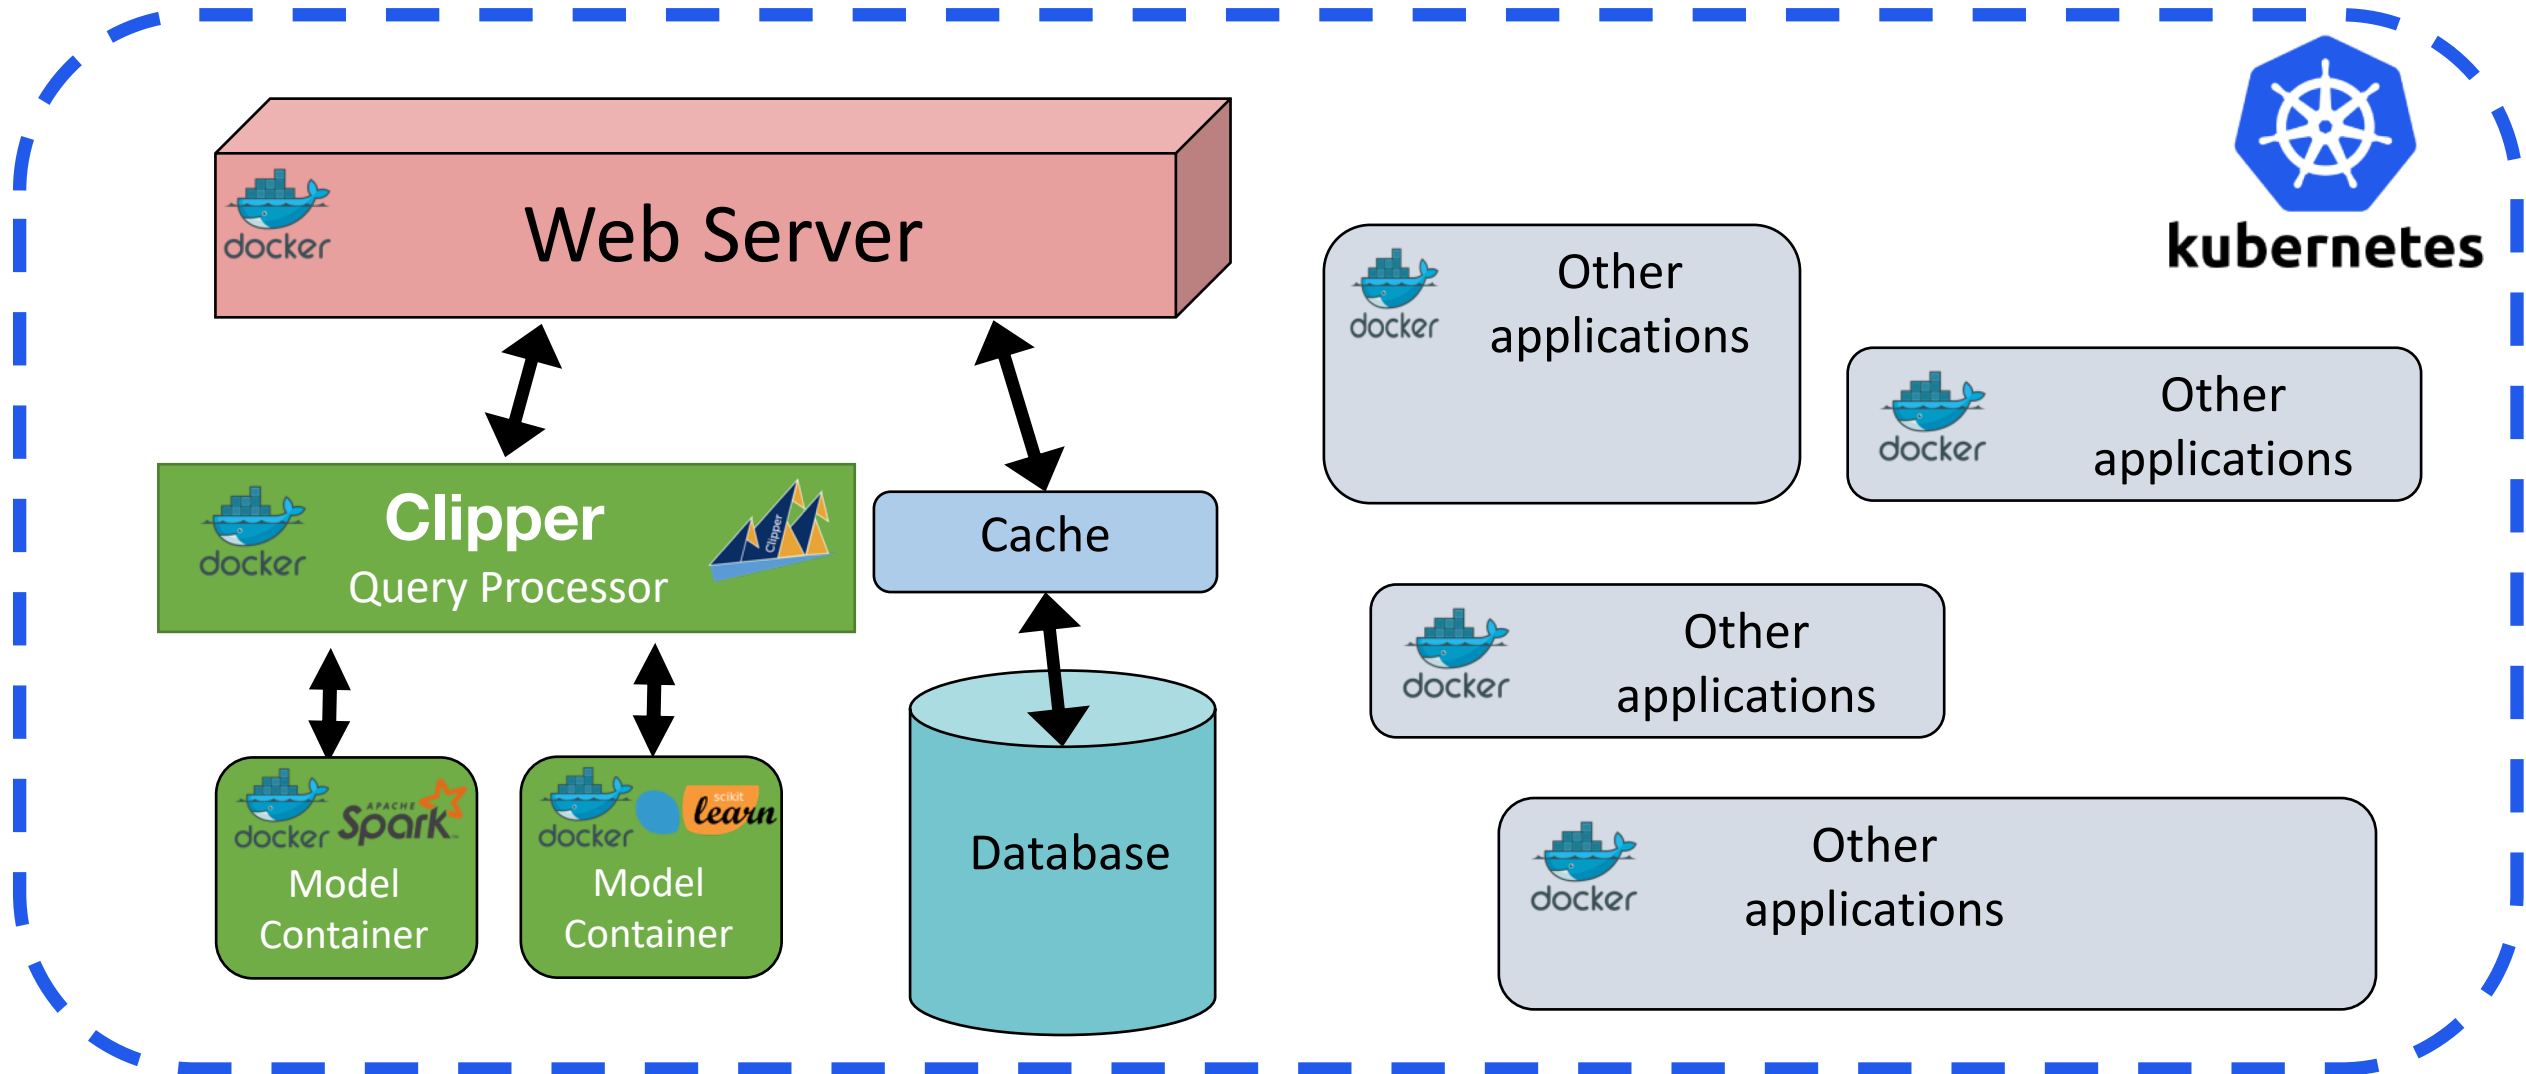 kubernetes
docker
Web Server
docker
Other
applications
docker
Other
applications
docker
Clipper
Query Processor
Clipper
Cache
docker
Other
applications
docker
APACHE
Spark™
Model
Container
docker
scikit
learn
Model
Container
Database
docker
Other
applications